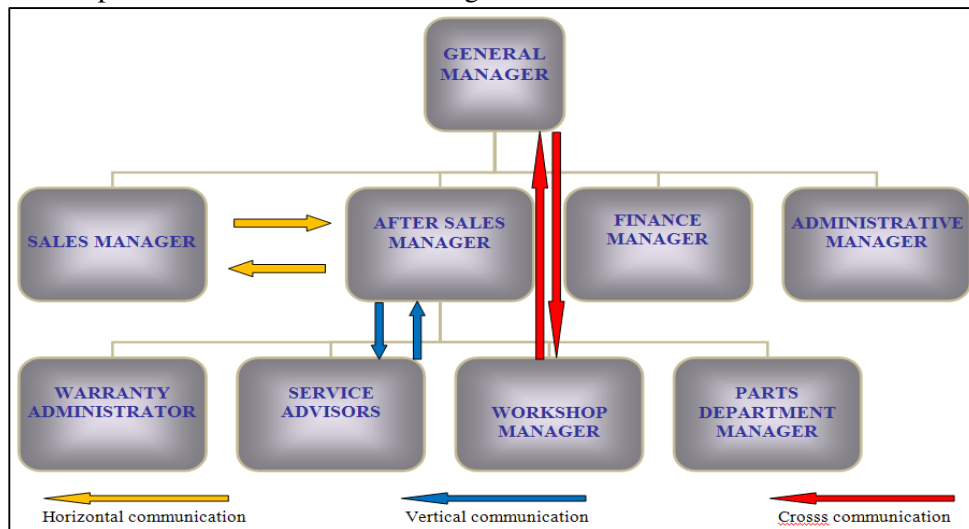 GENERAL
MANAGER
SALES MANAGER
AFTER SALES
MANAGER
FINANCE
MANAGER
ADMINISTRATIVE
MANAGER
WARRANTY
ADMINISTRATOR
SERVICE
ADVISORS
WORKSHOP
MANAGER
PARTS
DEPARTMENT
MANAGER
Horizontal communication
Vertical communication
Crosss communication